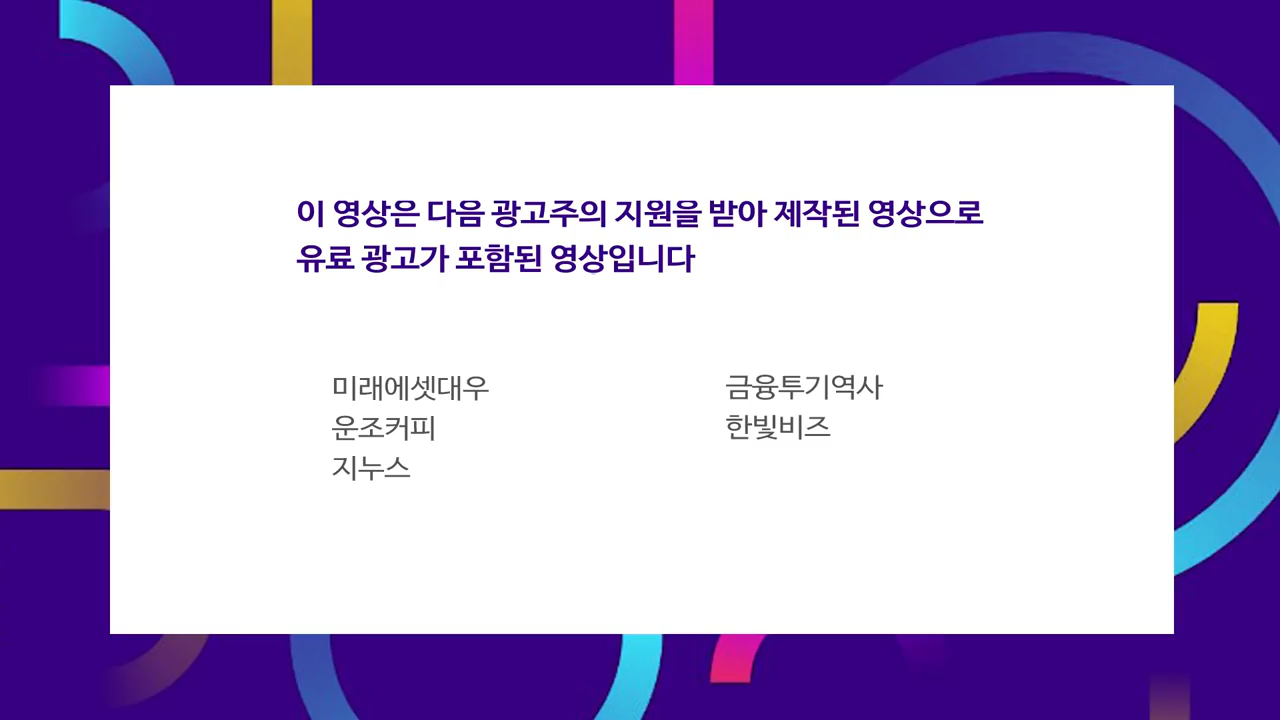 이 영상은 다음 광고주의 지원을 받아 제작된 영상으로
유료 광고가 포함된 영상입니다
미래에셋대우
운조커피
지누스
금융투기역사
한빛비즈